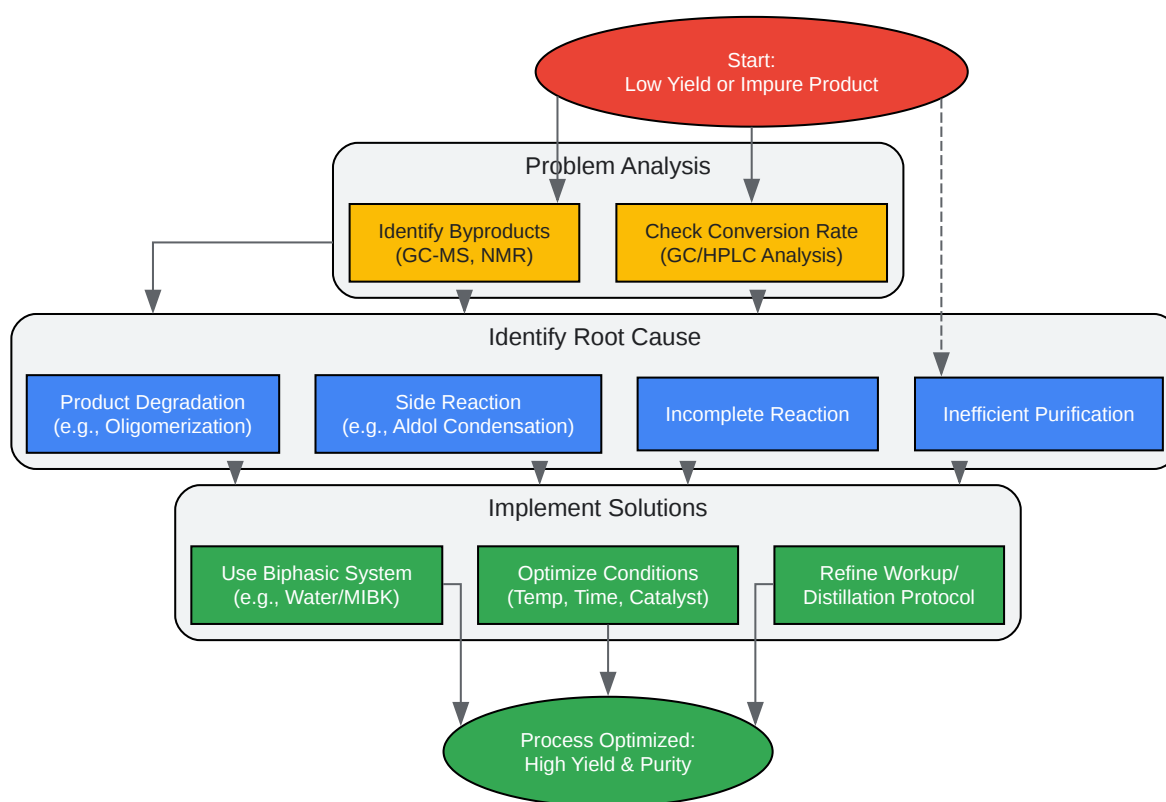 Start:
Low Yield or Impure Product
Problem Analysis
Identify Byproducts
(GC-MS, NMR)
Check Conversion Rate
(GC/HPLC Analysis)
Identify Root Cause
Product Degradation
(e.g., Oligomerization)
Side Reaction
(e.g., Aldol Condensation)
Incomplete Reaction
Inefficient Purification
Implement Solutions
Use Biphasic System
(e.g., Water/MIBK)
Optimize Conditions
(Temp, Time, Catalyst)
Refine Workup/
Distillation Protocol
Process Optimized:
High Yield & Purity